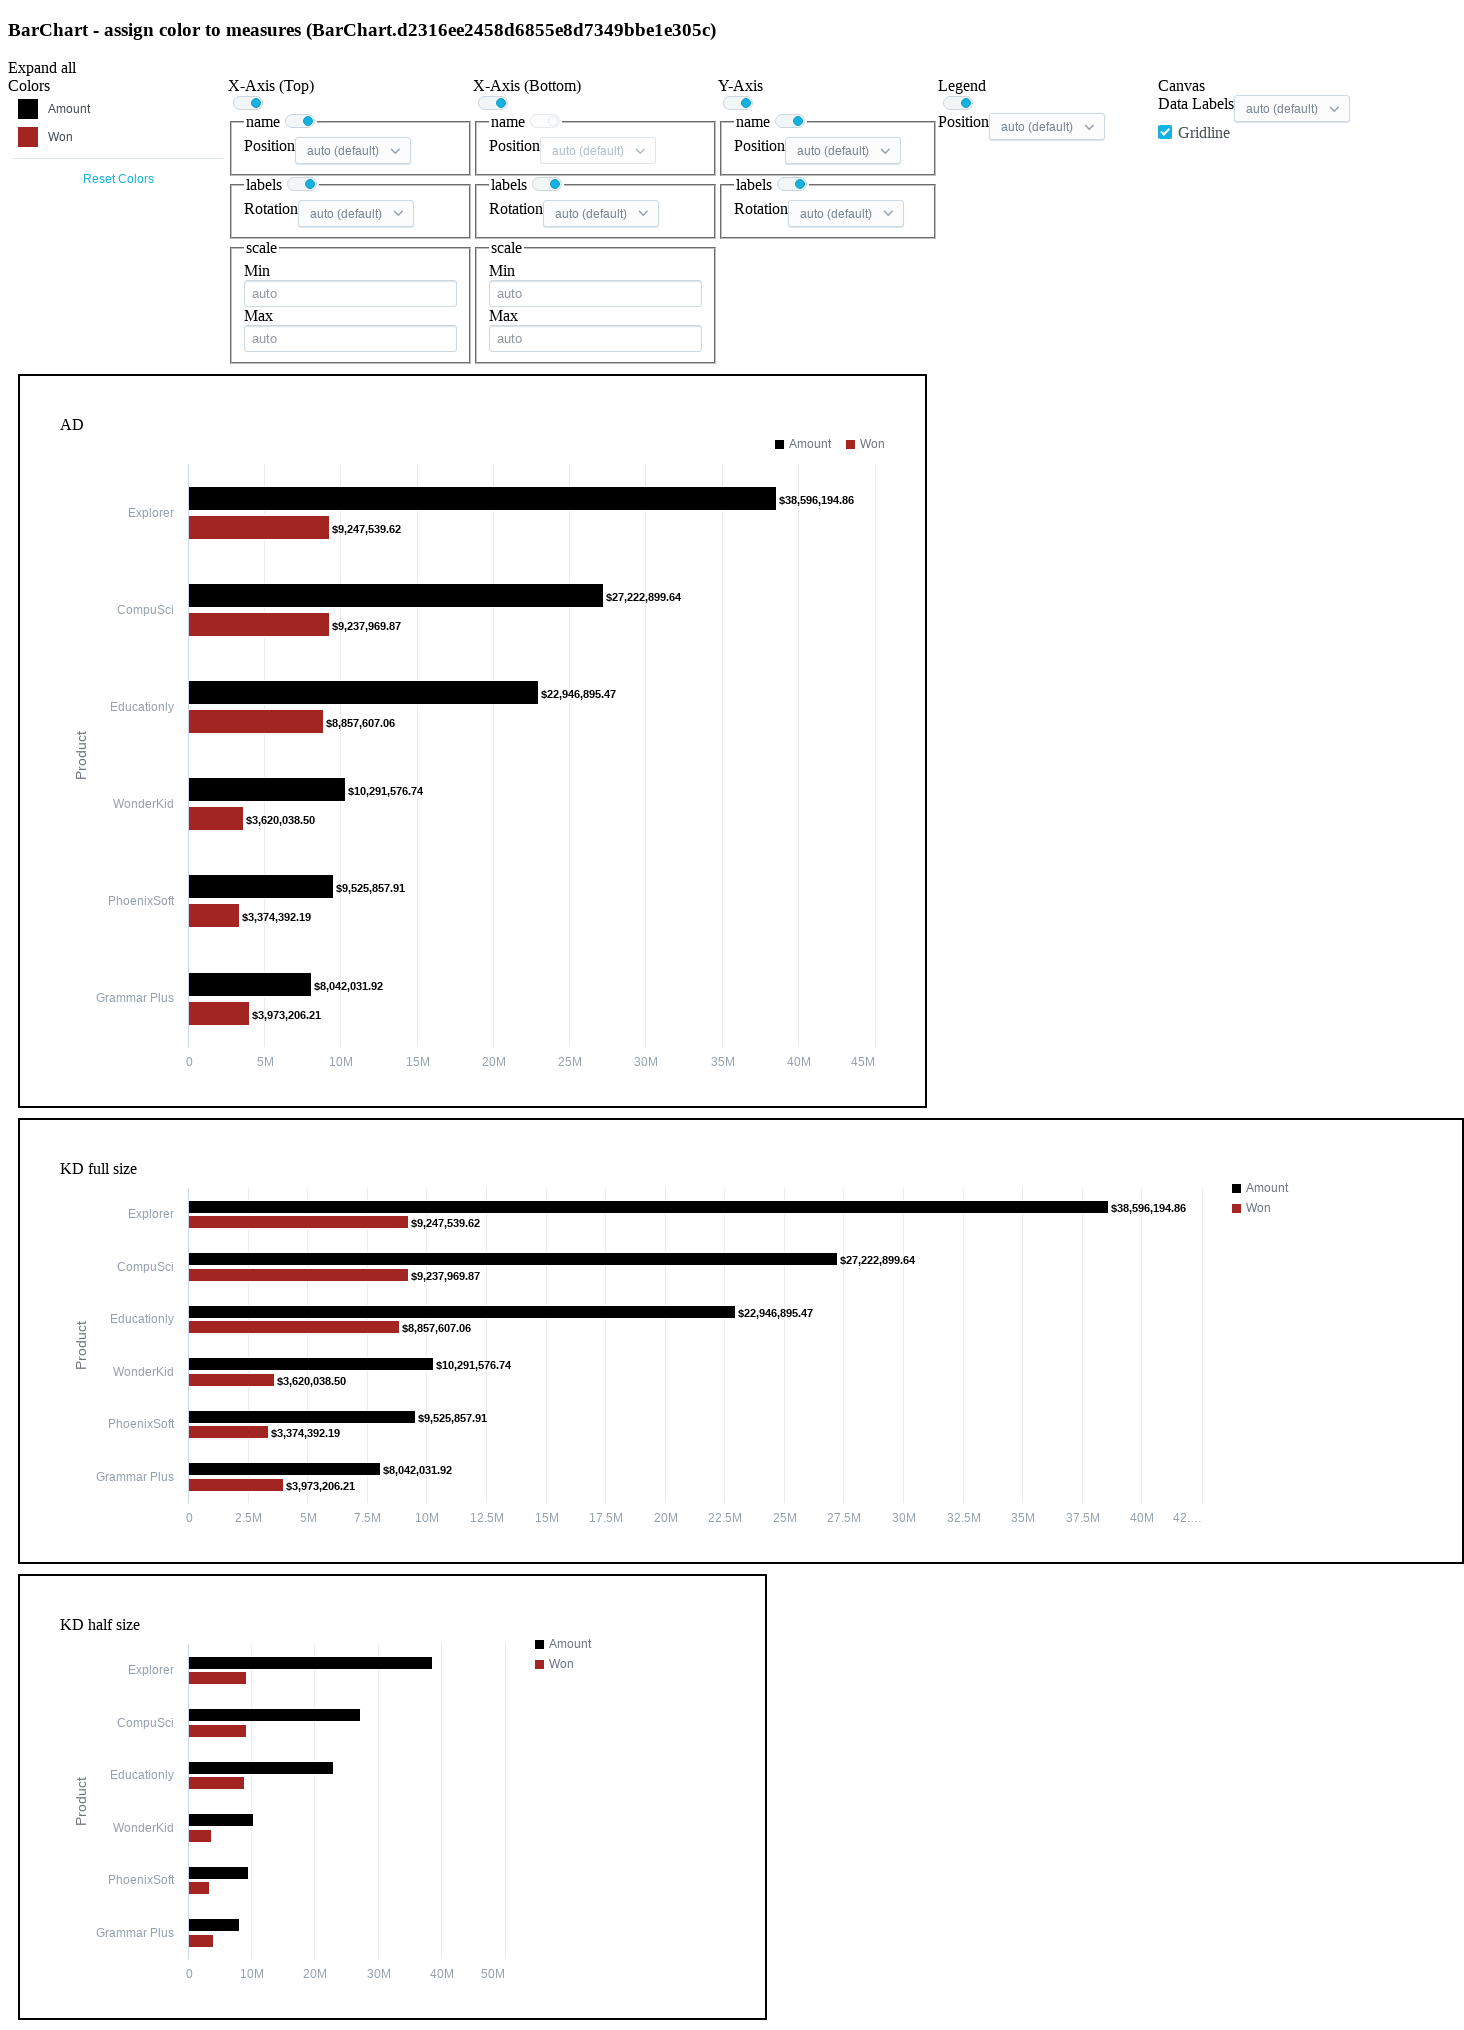 BarChart - assign color to measures (BarChart.d2316ee2458d6855e8d7349bbe1e305c)
Expand all
Colors
Amount
Won
Reset Colors
X-Axis (Top)
name
Position auto (default)
labels
Rotation auto (default)
scale
Min
auto
Max
auto
X-Axis (Bottom)
name
Position auto (default)
labels
Rotation auto (default)
scale
Min
auto
Max
auto
Y-Axis
name
Position auto (default)
labels
Rotation auto (default)
Legend
Position auto (default)
Canvas
Data Labels auto (default)
Gridline
AD
Amount Won
Product
Explorer
$38,596,194.86
$9,247,539.62
CompuSci
$27,222,899.64
$9,237,969.87
Educationly
$22,946,895.47
$8,857,607.06
WonderKid
$10,291,576.74
$3,620,038.50
PhoenixSoft
$9,525,857.91
$3,374,392.19
Grammar Plus
$8,042,031.92
$3,973,206.21
0 5M 10M 15M 20M 25M 30M 35M 40M 45M
KD full size
Amount
Won
Product
Explorer
$38,596,194.86
$9,247,539.62
CompuSci
$27,222,899.64
$9,237,969.87
Educationly
$22,946,895.47
$8,857,607.06
WonderKid
$10,291,576.74
$3,620,038.50
PhoenixSoft
$9,525,857.91
$3,374,392.19
Grammar Plus
$8,042,031.92
$3,973,206.21
0 2.5M 5M 7.5M 10M 12.5M 15M 17.5M 20M 22.5M 25M 27.5M 30M 32.5M 35M 37.5M 40M 42.…
KD half size
Amount
Won
Product
Explorer
CompuSci
Educationly
WonderKid
PhoenixSoft
Grammar Plus
0 10M 20M 30M 40M 50M